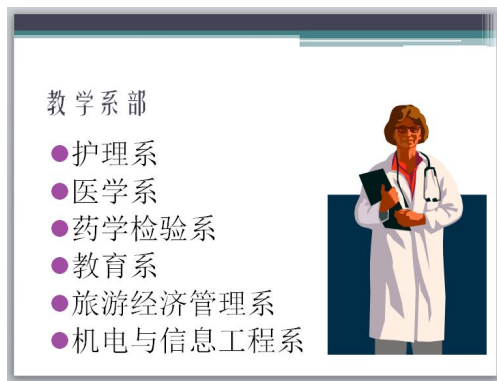 教学系部
●护理系
●医学系
●药学检验系
●教育系
●旅游经济管理系
●机电与信息工程系